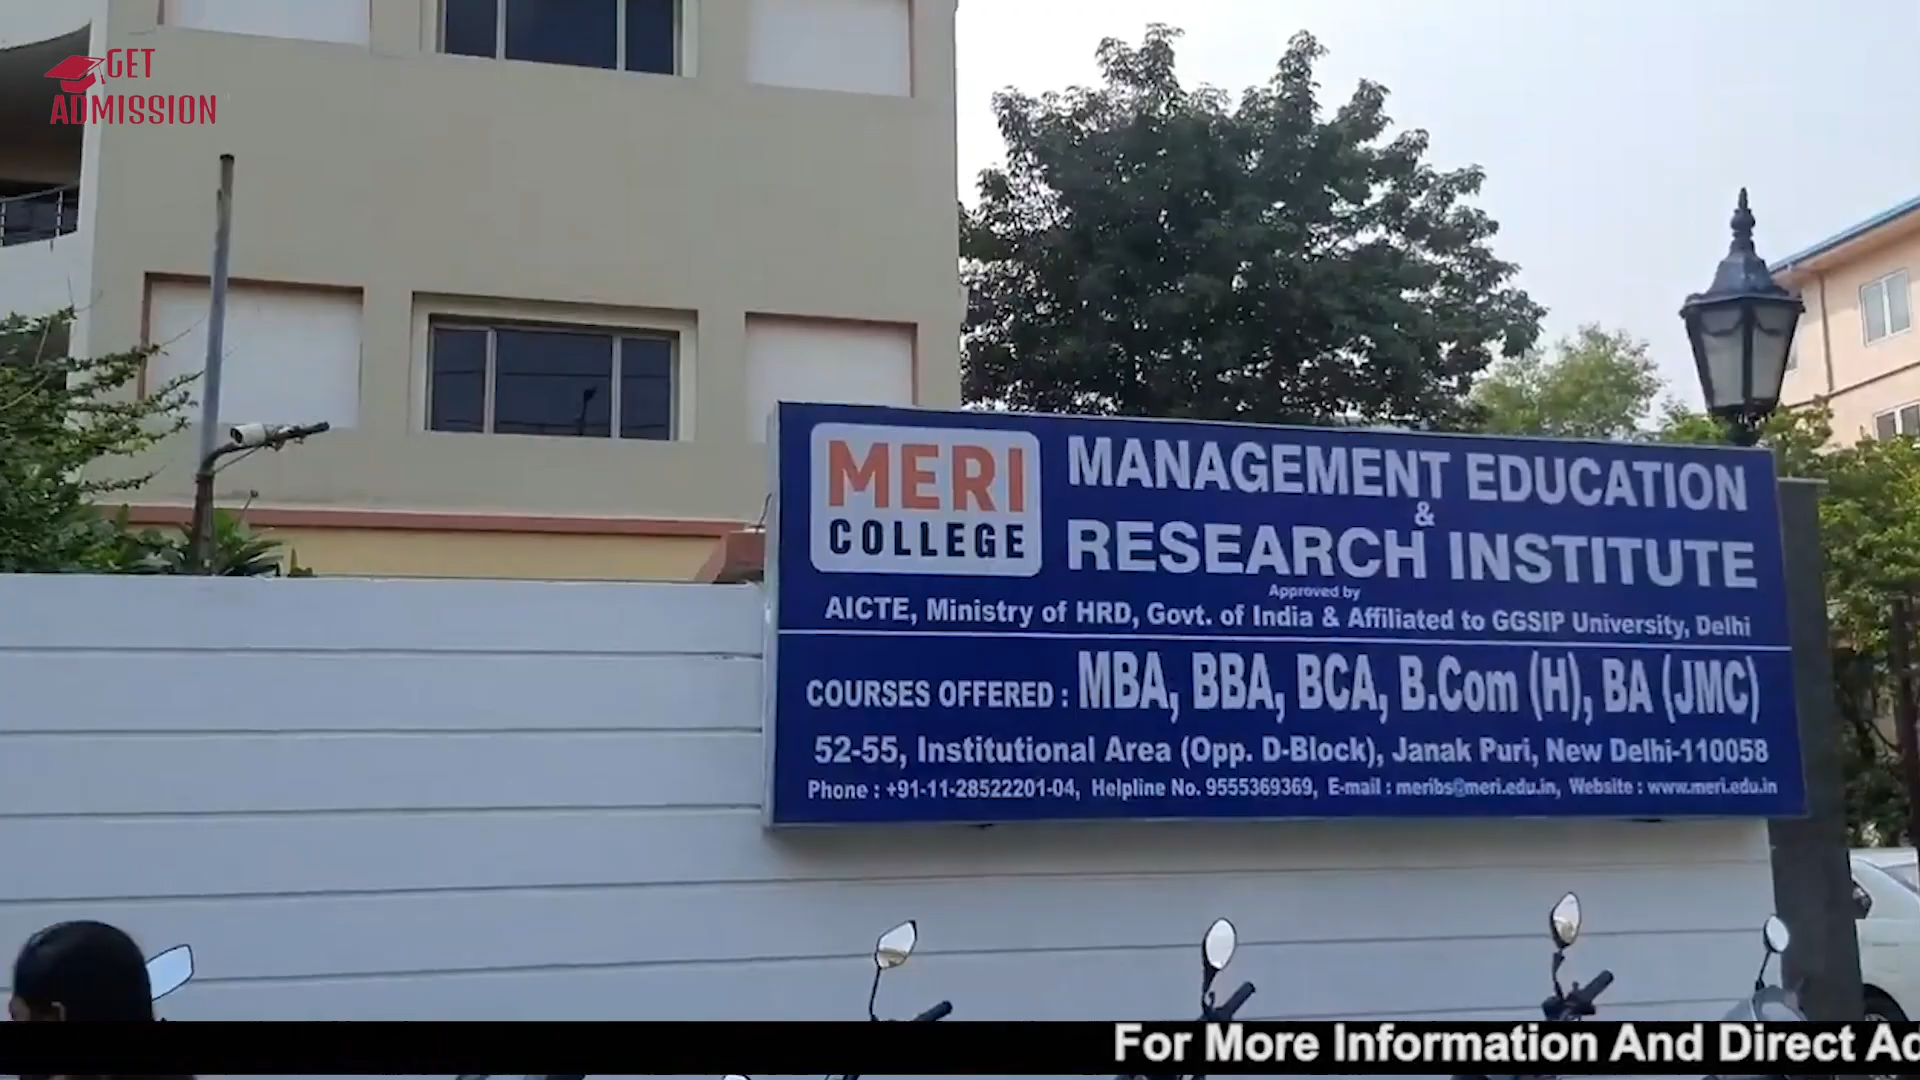 GET
ADMISSION
MERI
COLLEGE
MANAGEMENT EDUCATION
&
RESEARCH INSTITUTE
Approved by
AICTE, Ministry of HRD, Govt. of India & Affiliated to GGSIP University, Delhi
COURSES OFFERED : MBA, BBA, BCA, B.Com (H), BA (JMC)
52-55, Institutional Area (Opp. D-Block), Janak Puri, New Delhi-110058
Phone : +91-11-28522201-04, Helpline No. 9555369369, E-mail : meribs@meri.edu.in, Website : www.meri.edu.in
For More Information And Direct Ad